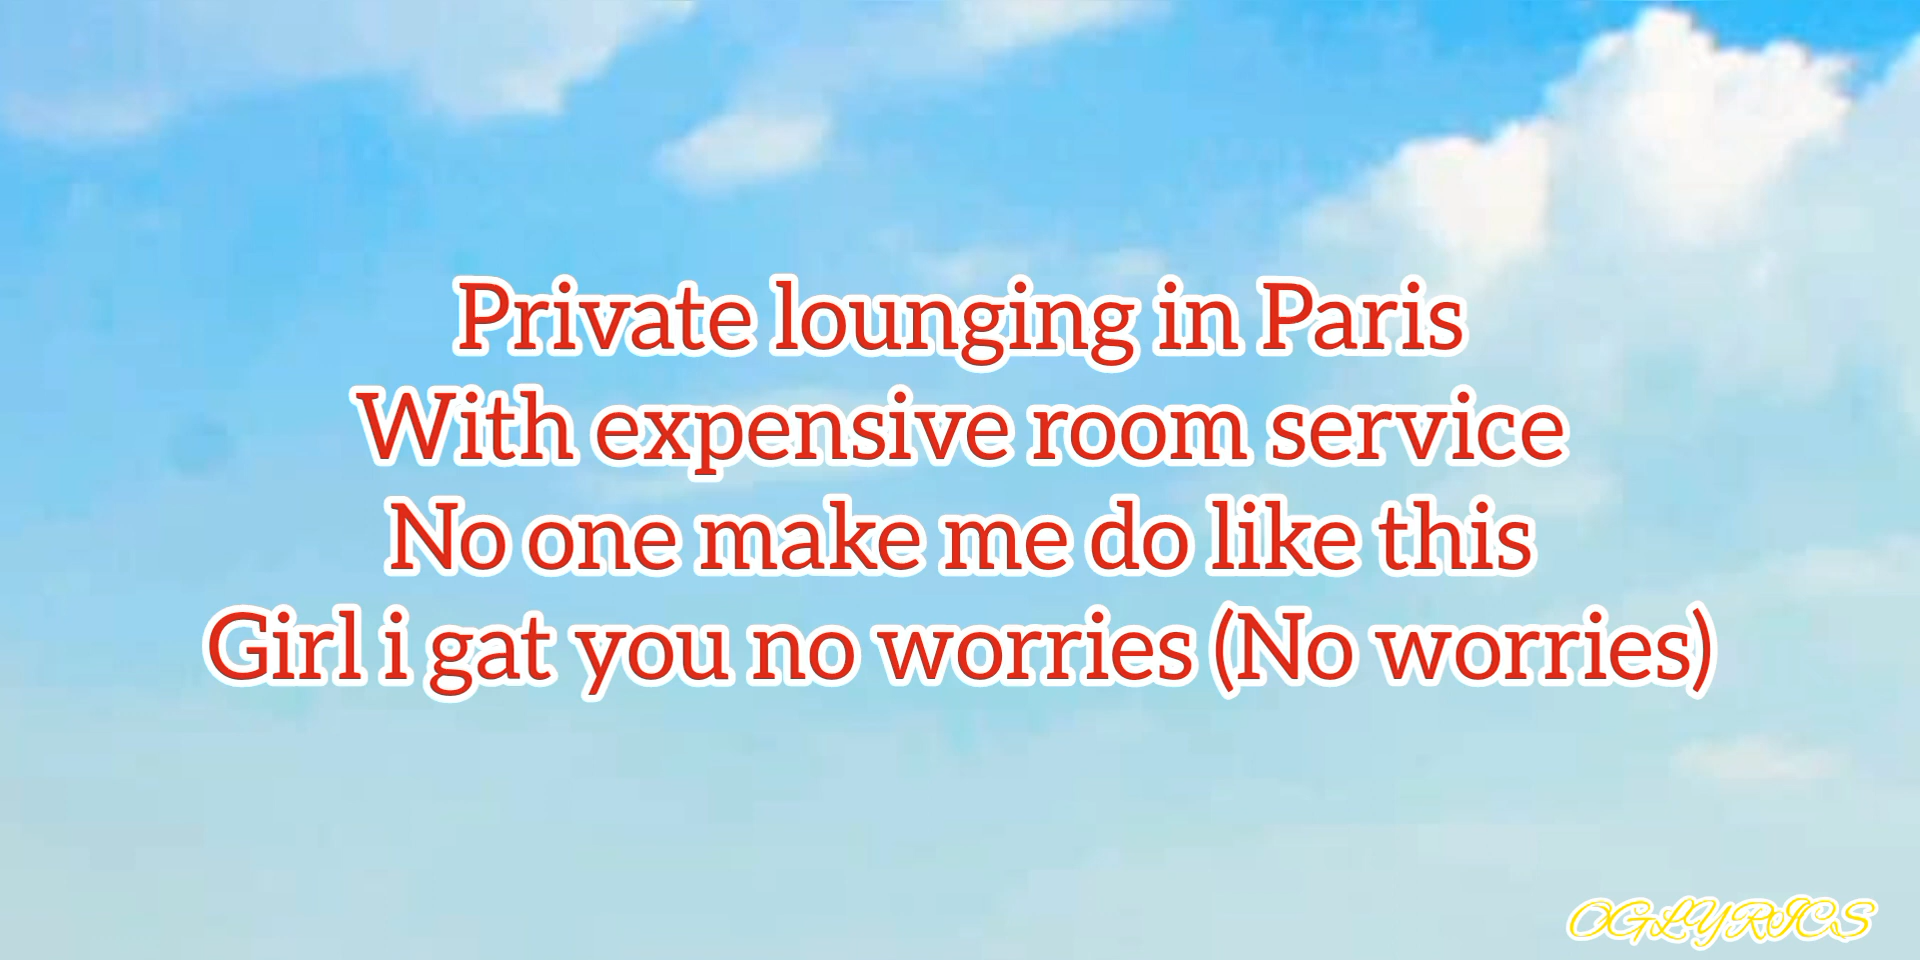 Private lounging in Paris
With expensive room service
No one make me do like this
Girl i gat you no worries (No worries)
OGLYRICS